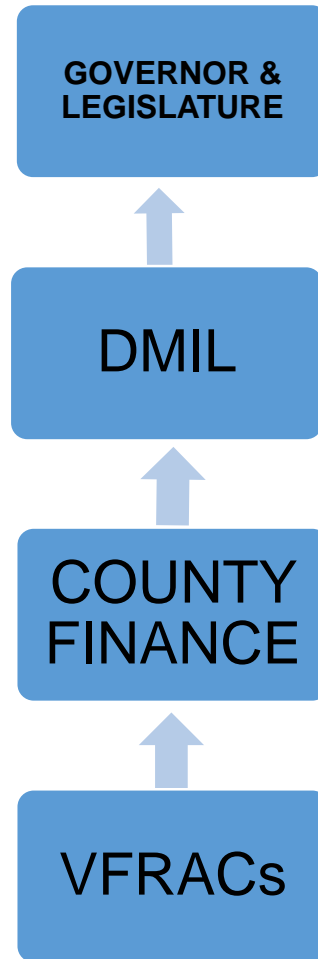 GOVERNOR &
LEGISLATURE
DMIL
COUNTY
FINANCE
VFRACs